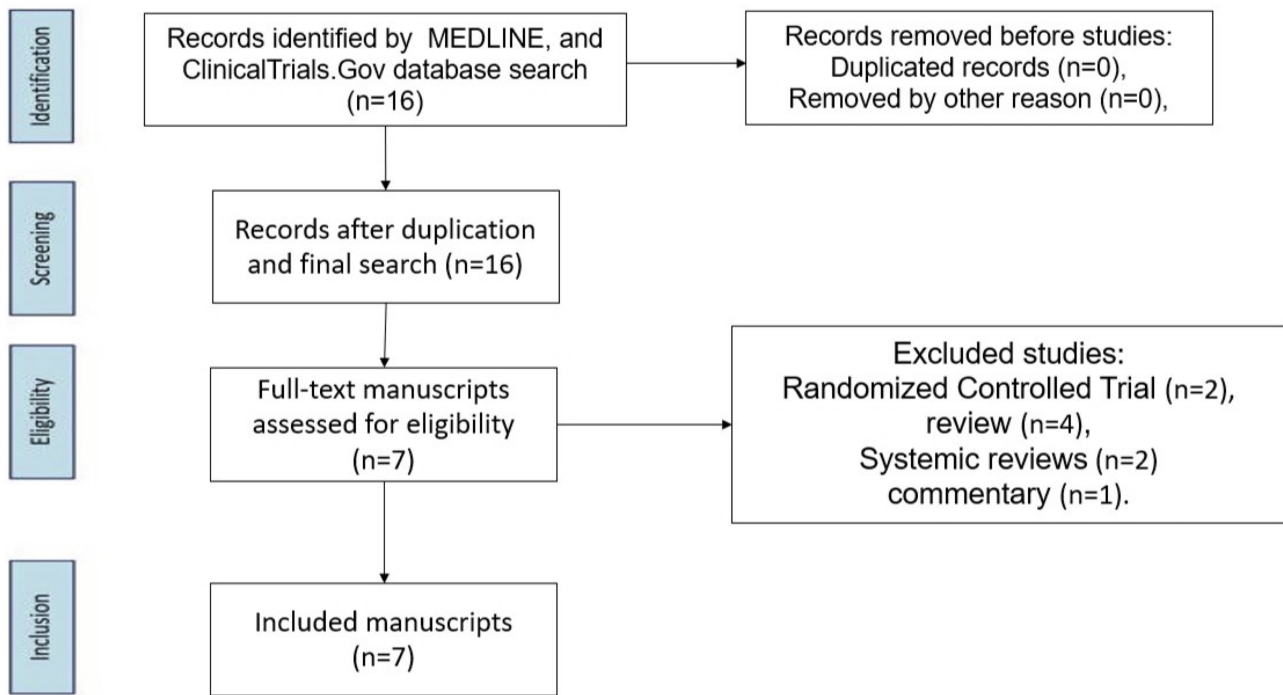 Identification
Records identified by MEDLINE, and
ClinicalTrials.Gov database search
(n=16)
Records removed before studies:
Duplicated records (n=0),
Removed by other reason (n=0),
Screening
Records after duplication
and final search (n=16)
Eligibility
Full-text manuscripts
assessed for eligibility
(n=7)
Excluded studies:
Randomized Controlled Trial (n=2),
review (n=4),
Systemic reviews (n=2)
commentary (n=1).
Inclusion
Included manuscripts
(n=7)